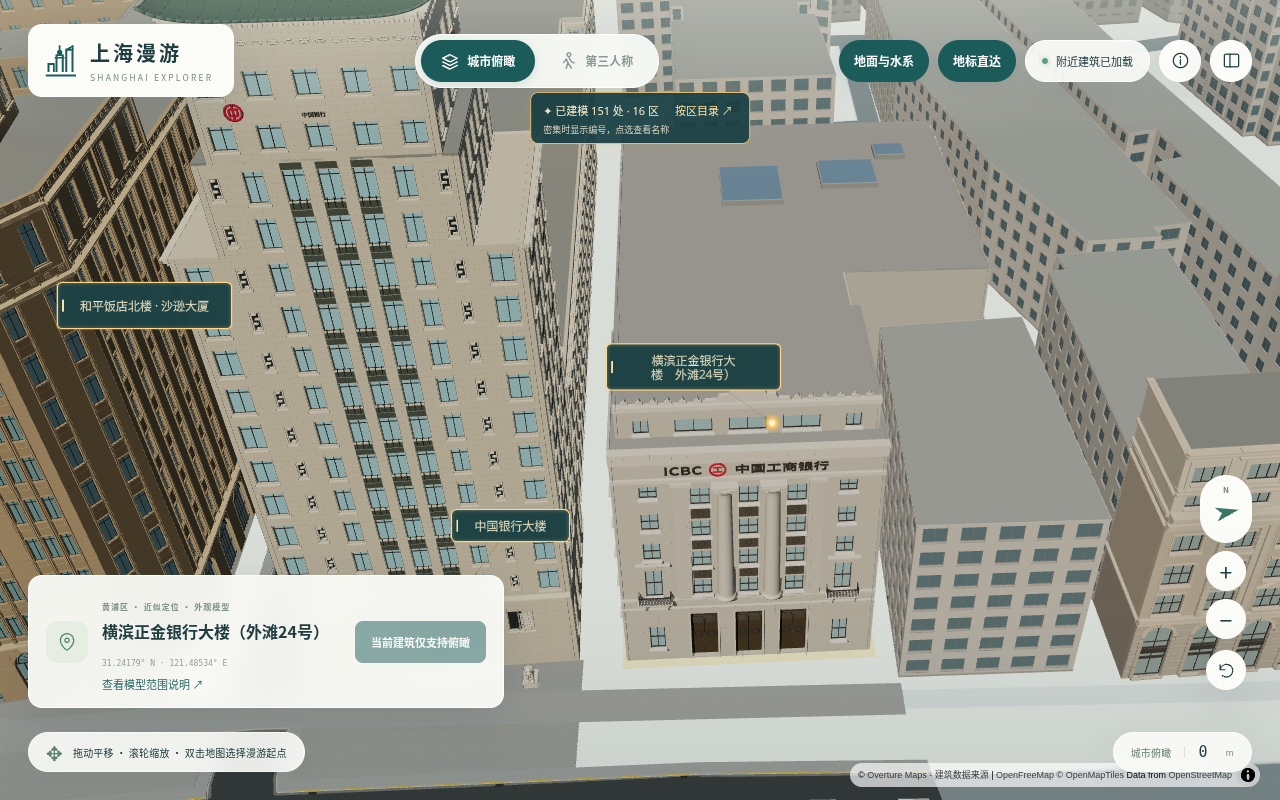 上海漫游
SHANGHAI EXPLORER
城市俯瞰
第三人称
地面与水系
地标直达
附近建筑已加载
✦ 已建模 151 处 · 16 区 按区目录 ↗
密集时显示编号，点选查看名称
中国银行
和平饭店北楼 · 沙逊大厦
横滨正金银行大
楼 外滩24号）
ICBC 中国工商银行
中国银行大楼
N
黄浦区 · 近似定位 · 外观模型
横滨正金银行大楼（外滩24号）
当前建筑仅支持俯瞰
31.24179° N · 121.48534° E
查看模型范围说明 ↗
拖动平移 · 滚轮缩放 · 双击地图选择漫游起点
城市俯瞰 0 m
© Overture Maps · 建筑数据来源 | OpenFreeMap © OpenMapTiles Data from OpenStreetMap